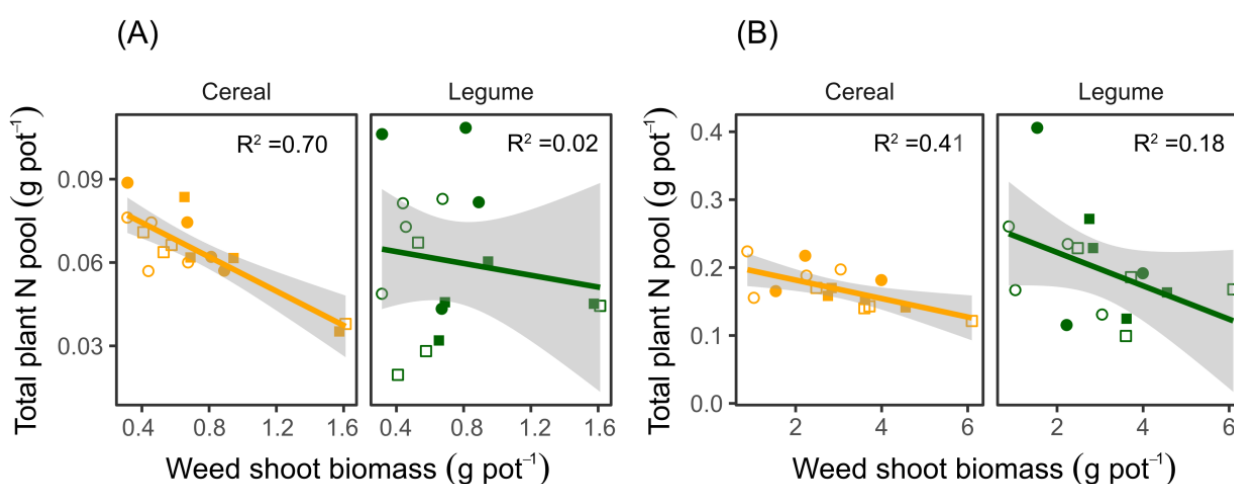 (A)
(B)
Cereal
Legume
Cereal
Legume
R² =0.70
R² =0.02
R² =0.41
R² =0.18
Total plant N pool (g pot⁻¹)
0.09
0.06
0.03
Total plant N pool (g pot⁻¹)
0.4
0.3
0.2
0.1
0.0
0.4 0.8 1.2 1.6
0.4 0.8 1.2 1.6
2 4 6
2 4 6
Weed shoot biomass (g pot⁻¹)
Weed shoot biomass (g pot⁻¹)